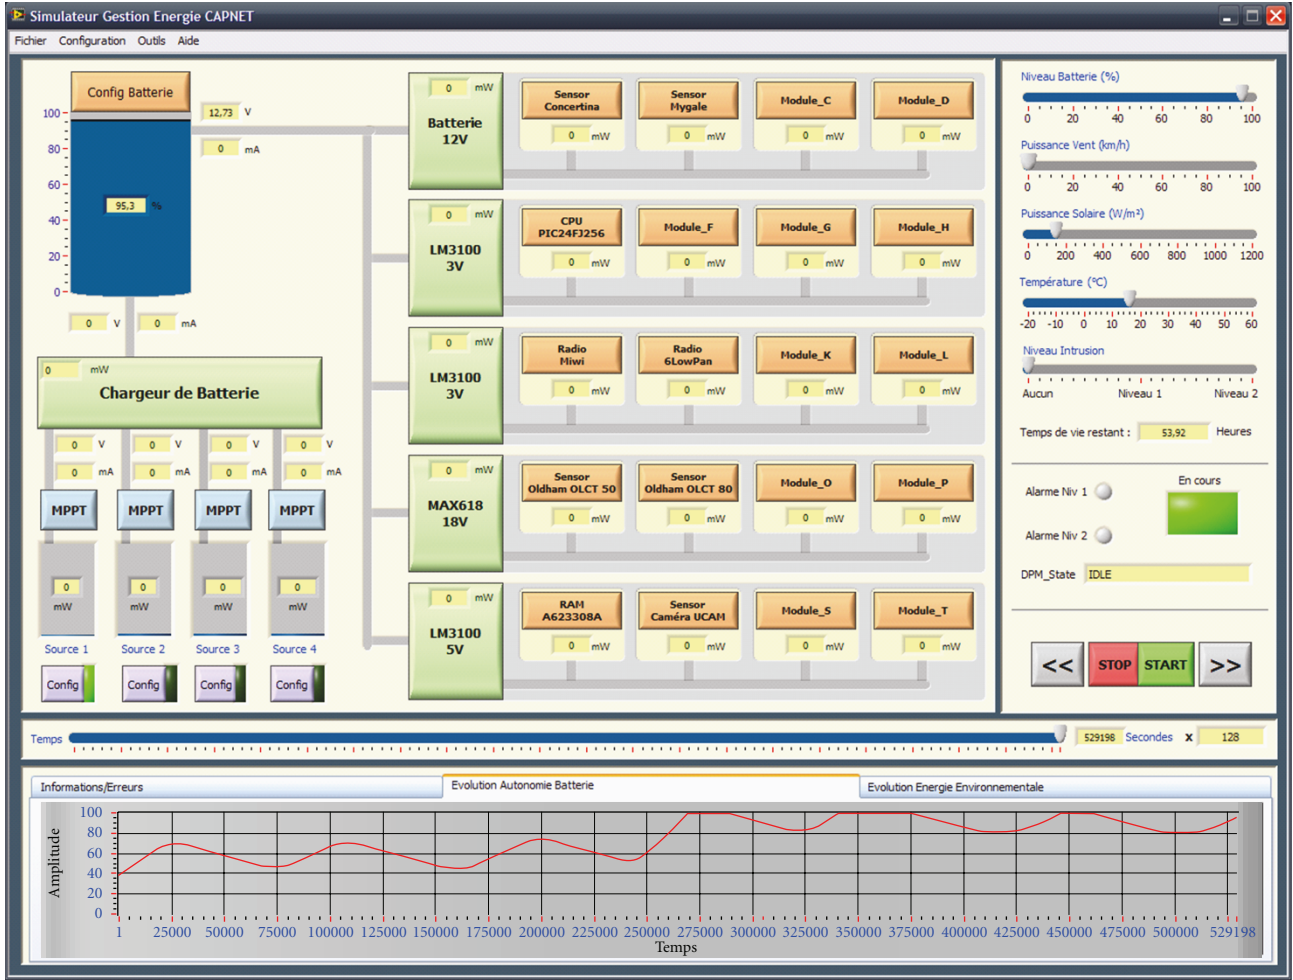 Simulateur Gestion Energie CAPNET
Fichier Configuration Outils Aide
Config Batterie
12,73 V
0 mA
100
80
60
40
20
0
95,3 %
0 V 0 mA
0 mW
Chargeur de Batterie
0 V 0 V 0 V 0 V
0 mA 0 mA 0 mA 0 mA
MPPT MPPT MPPT MPPT
0 0 0 0
mW mW mW mW
Source 1 Source 2 Source 3 Source 4
Config Config Config Config
0 mW
Batterie
12V
Sensor
Concertina
0 mW
Sensor
Mygale
0 mW
Module_C
0 mW
Module_D
0 mW
0 mW
LM3100
3V
CPU
PIC24FJ256
0 mW
Module_F
0 mW
Module_G
0 mW
Module_H
0 mW
0 mW
LM3100
3V
Radio
Miwi
0 mW
Radio
6LowPan
0 mW
Module_K
0 mW
Module_L
0 mW
0 mW
MAX618
18V
Sensor
Oldham OLCT 50
0 mW
Sensor
Oldham OLCT 80
0 mW
Module_O
0 mW
Module_P
0 mW
0 mW
LM3100
5V
RAM
A623308A
0 mW
Sensor
Caméra UCAM
0 mW
Module_S
0 mW
Module_T
0 mW
Niveau Batterie (%)
0 20 40 60 80 100
Puissance Vent (km/h)
0 20 40 60 80 100
Puissance Solaire (W/m²)
0 200 400 600 800 1000 1200
Température (°C)
-20 -10 0 10 20 30 40 50 60
Niveau Intrusion
Aucun Niveau 1 Niveau 2
Temps de vie restant : 53,92 Heures
Alarme Niv 1
En cours
Alarme Niv 2
DPM_State IDLE
<< STOP START >>
Temps 529198 Secondes x 128
Informations/Erreurs Evolution Autonomie Batterie Evolution Energie Environnementale
Amplitude
100
80
60
40
20
0
1 25000 50000 75000 100000 125000 150000 175000 200000 225000 250000 275000 300000 325000 350000 375000 400000 425000 450000 475000 500000 529198
Temps